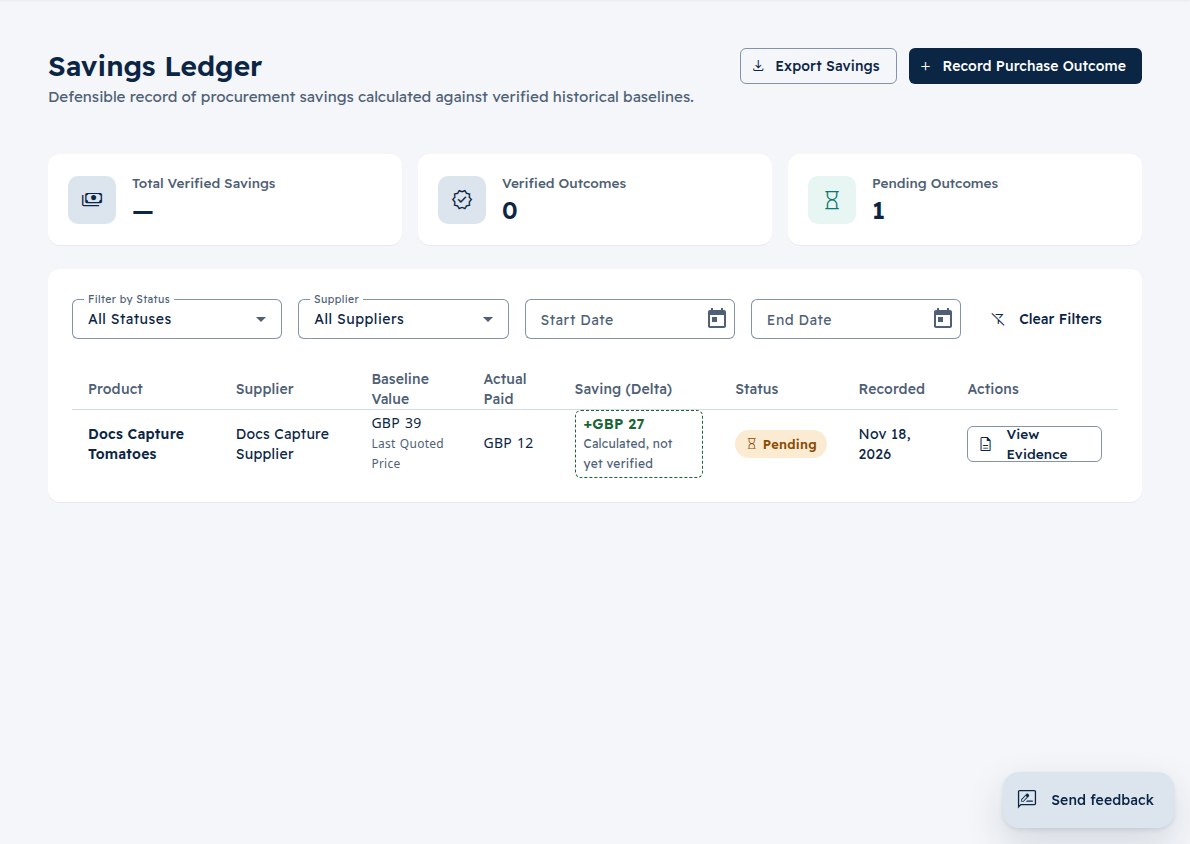 Savings Ledger
Export Savings
Record Purchase Outcome
Defensible record of procurement savings calculated against verified historical baselines.
Total Verified Savings
—
Verified Outcomes
0
Pending Outcomes
1
Filter by Status
All Statuses
Supplier
All Suppliers
Start Date
End Date
Clear Filters
Product
Supplier
Baseline
Value
Actual
Paid
Saving (Delta)
Status
Recorded
Actions
Docs Capture
Tomatoes
Docs Capture
Supplier
GBP 39
Last Quoted
Price
GBP 12
+GBP 27
Calculated, not
yet verified
Pending
Nov 18,
2026
View
Evidence
Send feedback